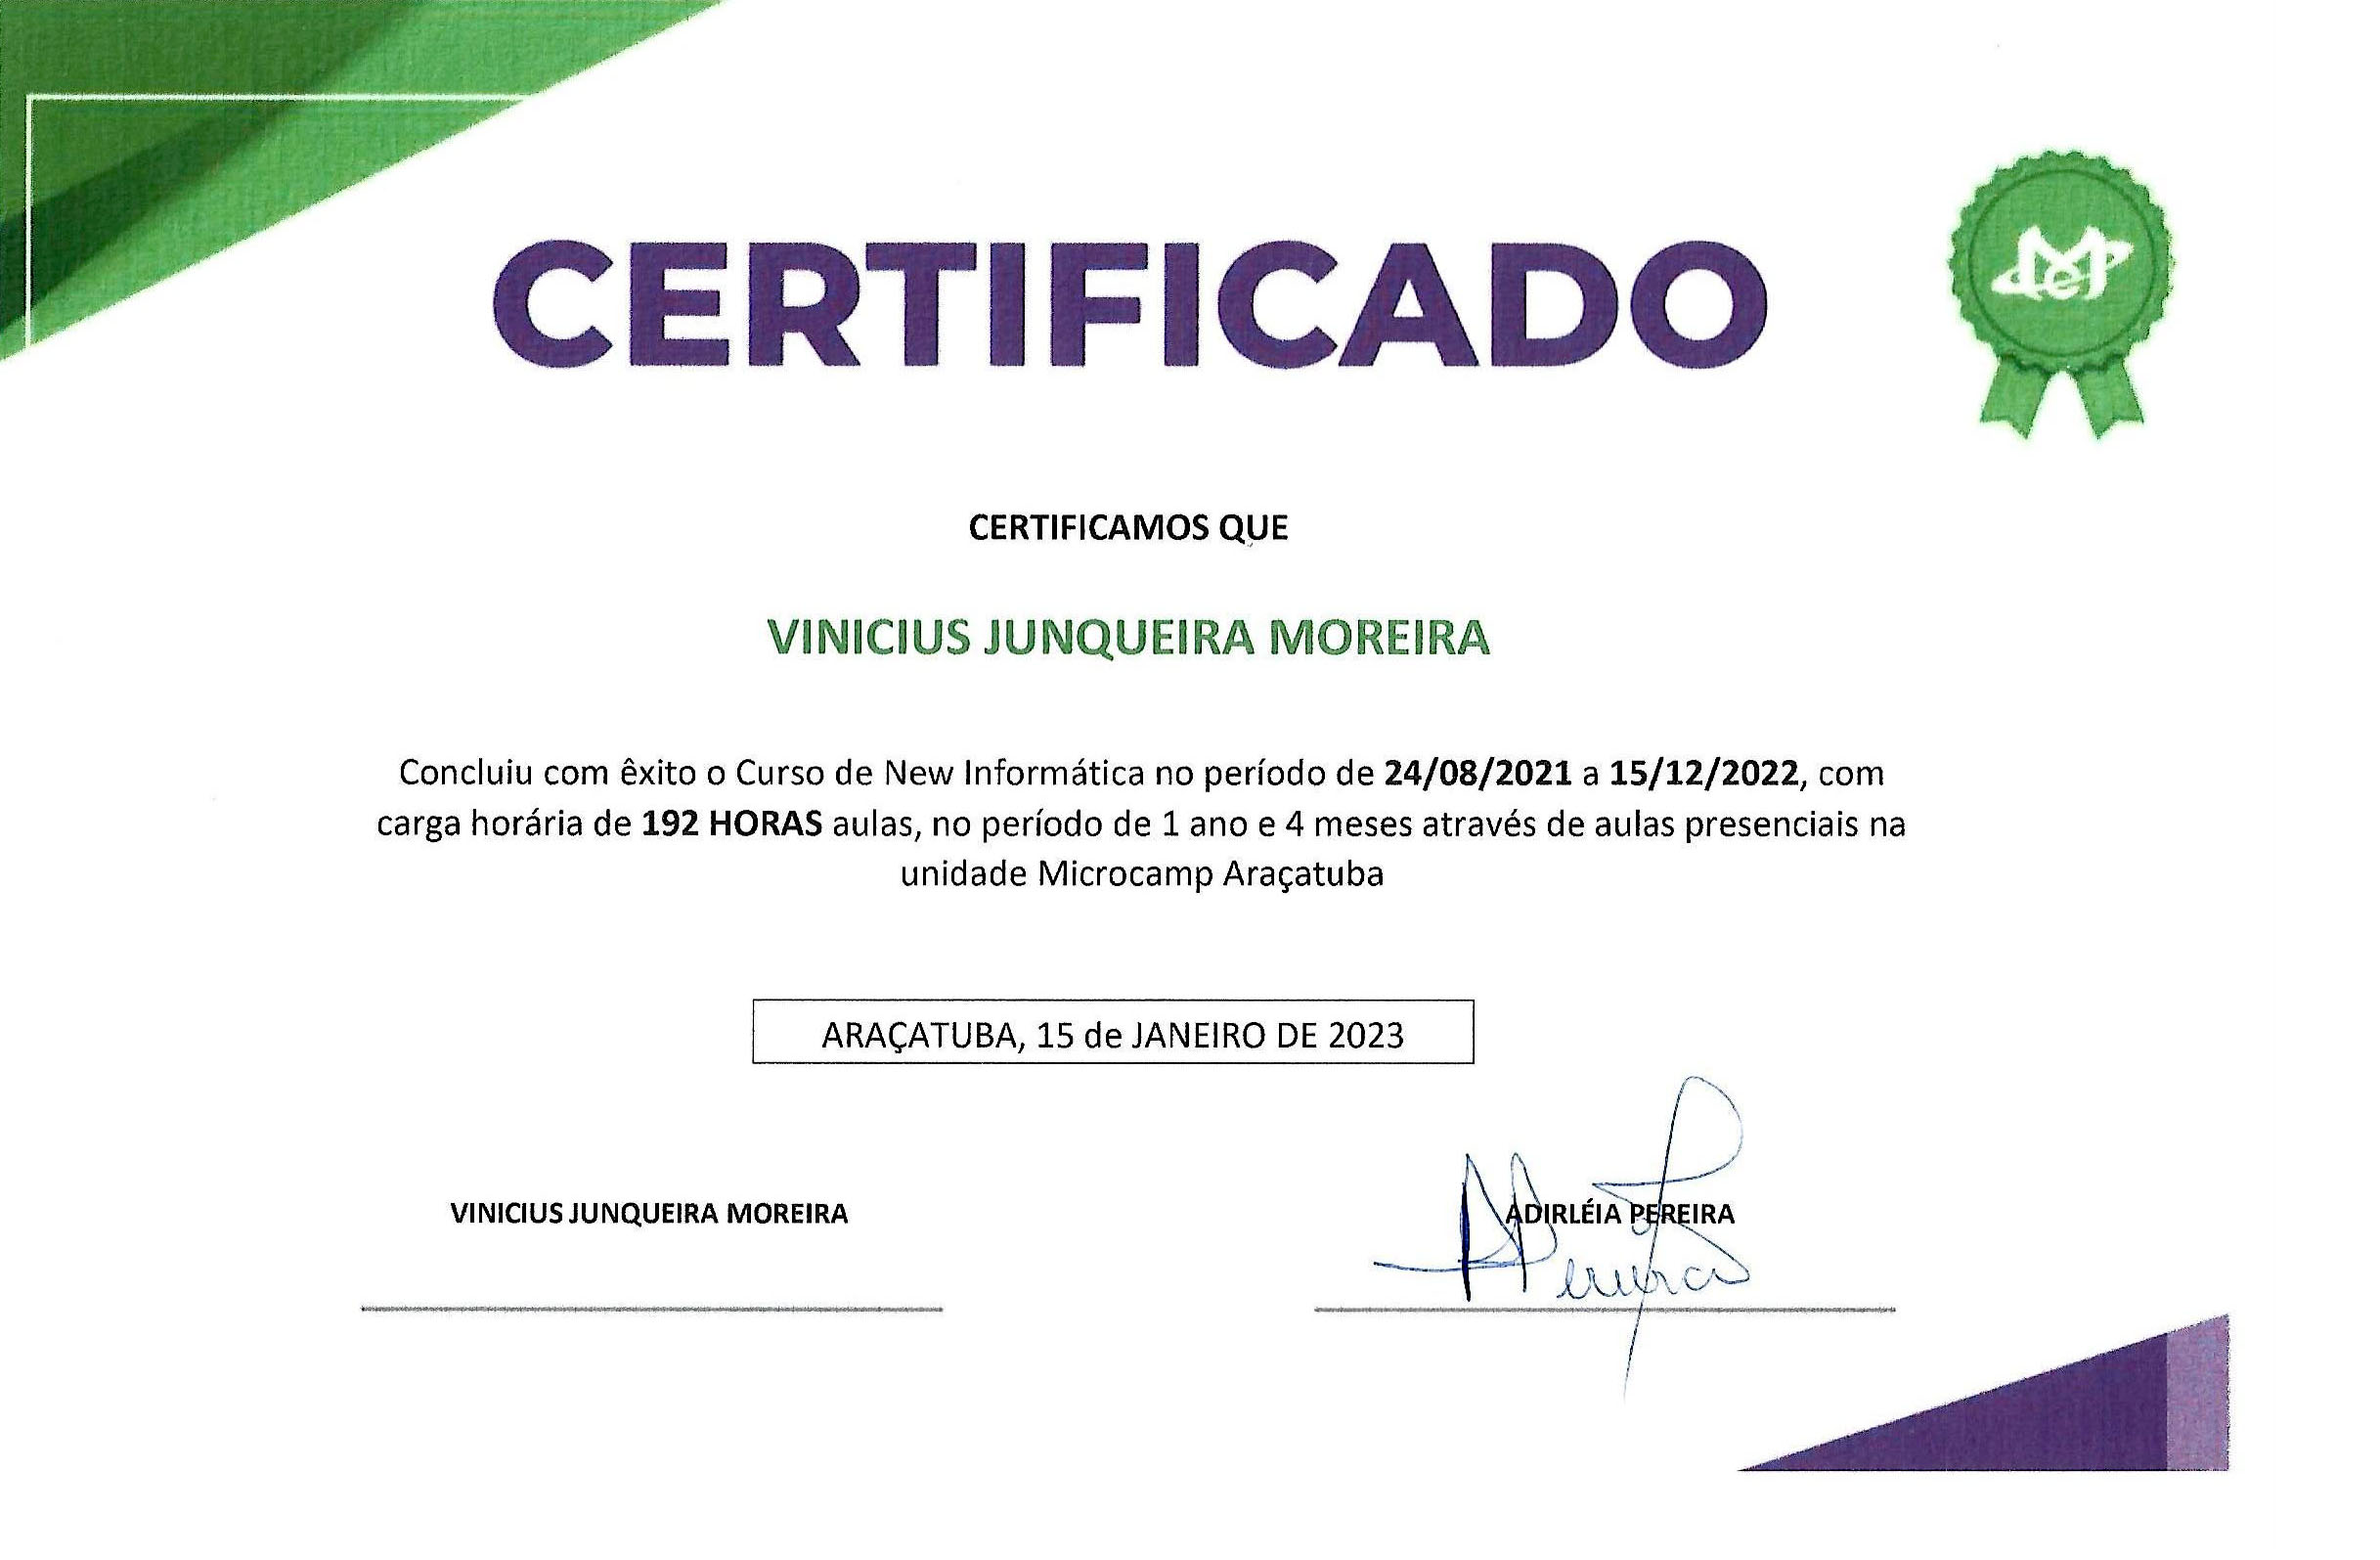 CERTIFICADO
CERTIFICAMOS QUE
VINICIUS JUNQUEIRA MOREIRA
Concluiu com êxito o Curso de New Informática no período de 24/08/2021 a 15/12/2022, com
carga horária de 192 HORAS aulas, no período de 1 ano e 4 meses através de aulas presenciais na
unidade Microcamp Araçatuba
ARAÇATUBA, 15 de JANEIRO DE 2023
VINICIUS JUNQUEIRA MOREIRA
ADIRLÉIA PEREIRA
Pereira